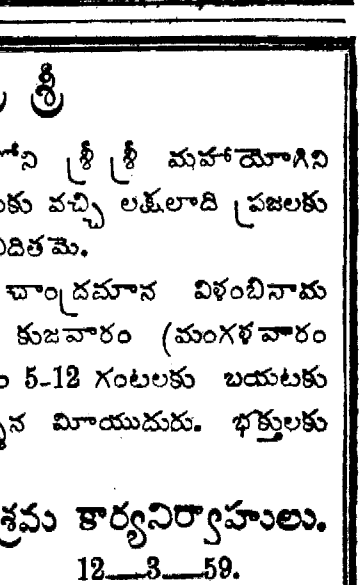 శ్రీ
లోని శ్రీ శ్రీ మహాయోగిని
లకు వచ్చి లక్షలాది ప్రజలకు
విదితమె.
చాంద్రమాన విళంబినామ
కుజవారం (మంగళవారం
5-12 గంటలకు బయటకు
మీయుదురు. భక్తులకు
శ్రమ కార్యనిర్వాహులు.
12—3—59.